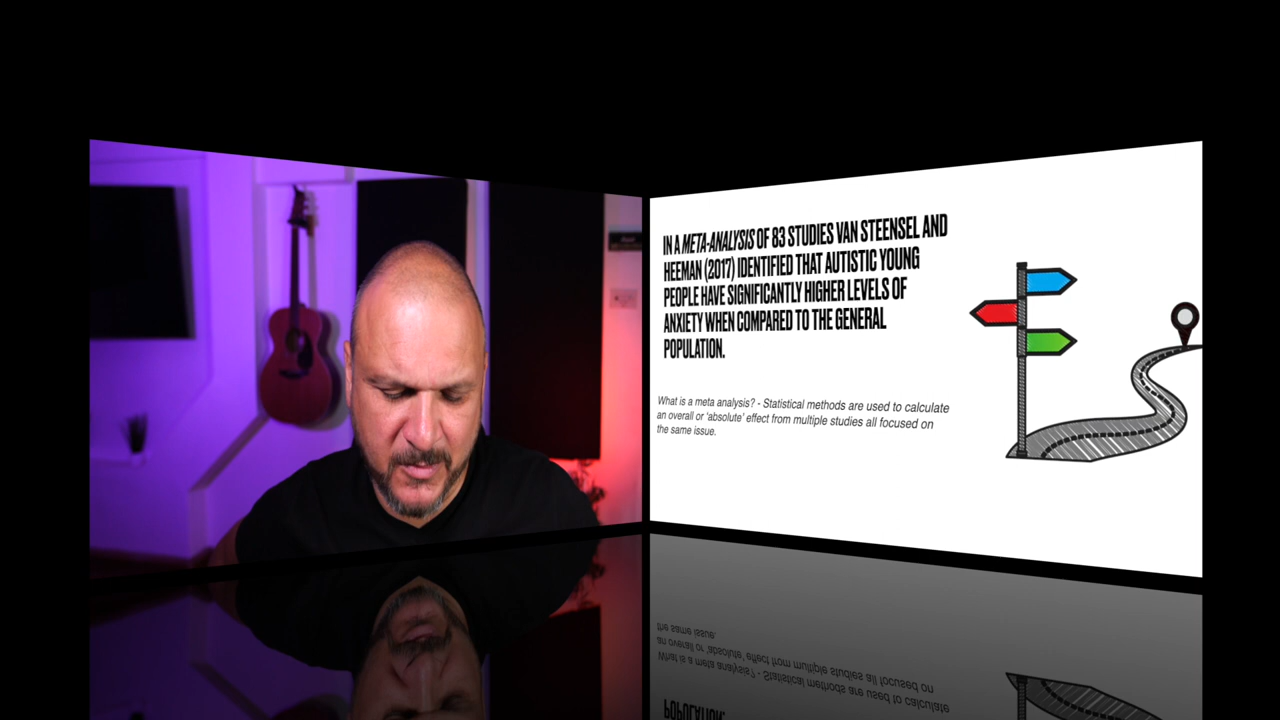 IN A META-ANALYSIS OF 83 STUDIES VAN STEENSEL AND
HEEMAN (2017) IDENTIFIED THAT AUTISTIC YOUNG
PEOPLE HAVE SIGNIFICANTLY HIGHER LEVELS OF
ANXIETY WHEN COMPARED TO THE GENERAL
POPULATION.
What is a meta analysis? - Statistical methods are used to calculate
an overall or 'absolute' effect from multiple studies all focused on
the same issue.